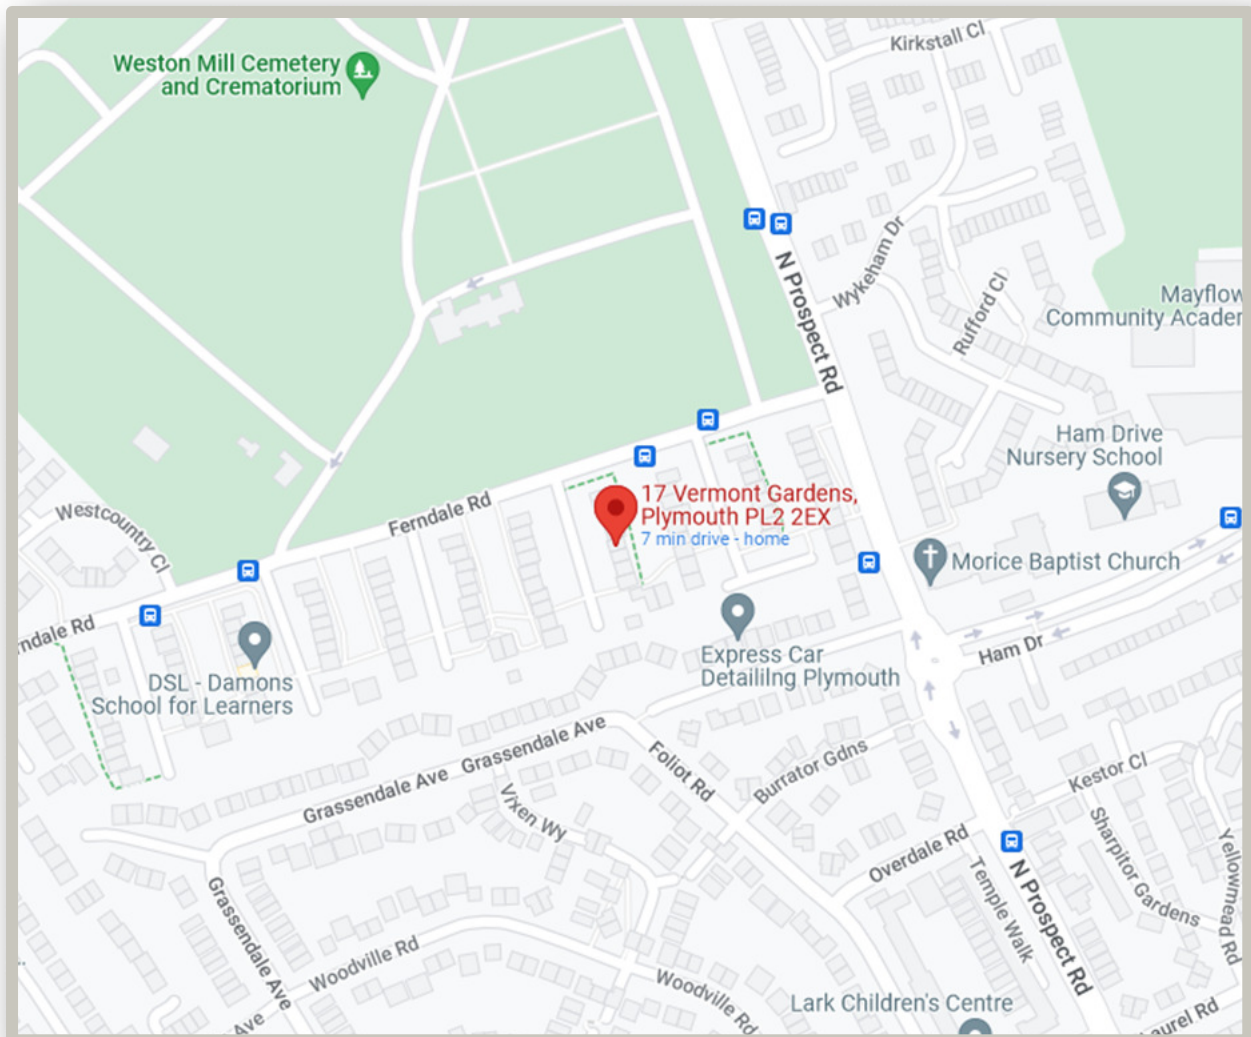 Kirkstall Cl
Weston Mill Cemetery
and Crematorium
N Prospect Rd
Wykeham Dr
Rufford Cl
Mayflow
Community Acader
Ham Drive
Nursery School
17 Vermont Gardens,
Plymouth PL2 2EX
7 min drive - home
Ferndale Rd
Westcountry Cl
Morice Baptist Church
rndale Rd
Express Car
Detailing Plymouth
Ham Dr
DSL - Damons
School for Learners
Grassendale Ave
Grassendale Ave
Foliot Rd
Burrator Gdns
Kestor Cl
Vixen Wy
Sharpitor Gardens
Yellowmead Rd
Overdale Rd
Temple Walk
N Prospect Rd
Grassendale Ave
Woodville Rd
Woodville Rd
Lark Children's Centre
Ave
aurel Rd